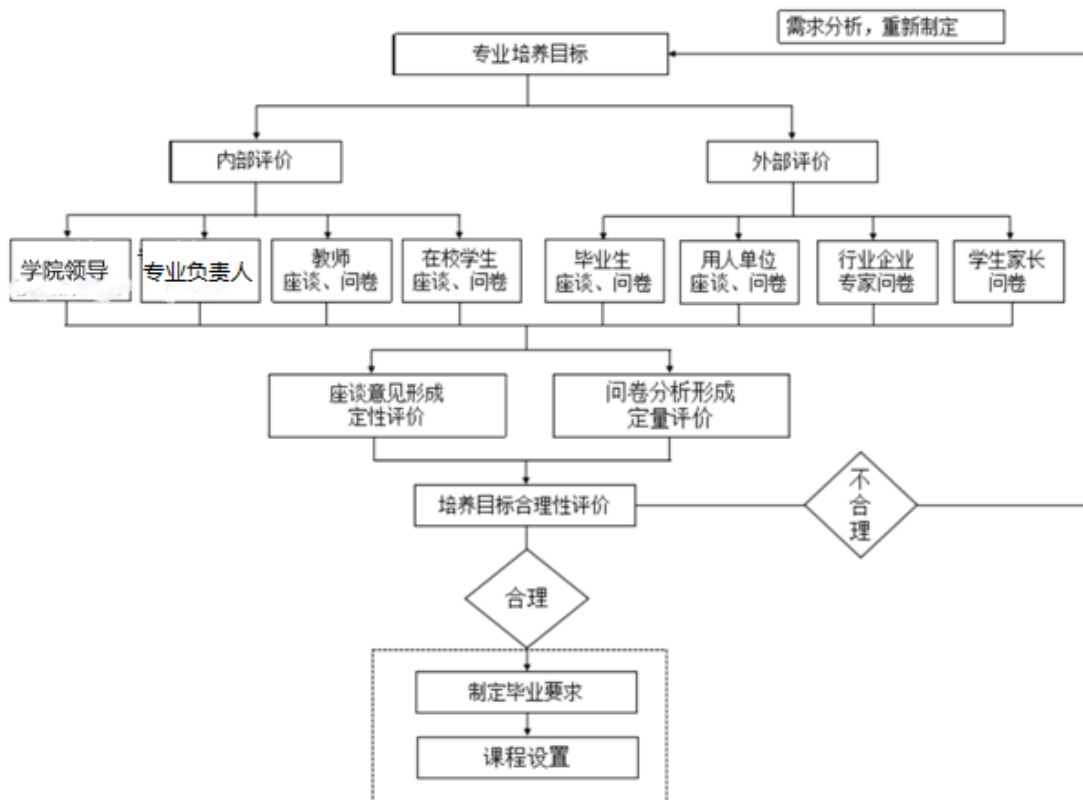 需求分析，重新制定
专业培养目标
内部评价
外部评价
学院领导
专业负责人
教师
座谈、问卷
在校学生
座谈、问卷
毕业生
座谈、问卷
用人单位
座谈、问卷
行业企业
专家问卷
学生家长
问卷
座谈意见形成
定性评价
问卷分析形成
定量评价
培养目标合理性评价
不
合
理
合理
制定毕业要求
课程设置